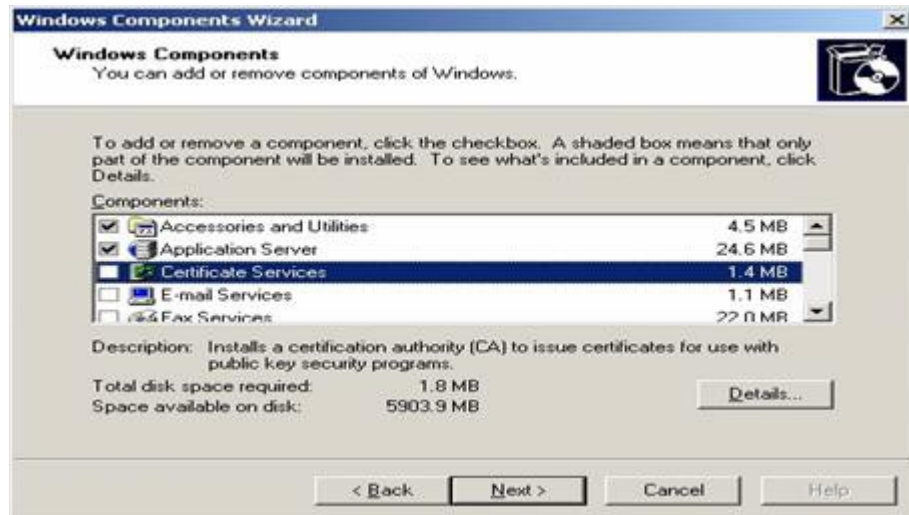 Windows Components Wizard
Windows Components
You can add or remove components of Windows.
To add or remove a component, click the checkbox. A shaded box means that only
part of the component will be installed. To see what's included in a component, click
Details.
Components:
Accessories and Utilities 4.5 MB
Application Server 24.6 MB
Certificate Services 1.4 MB
E-mail Services 1.1 MB
Fax Services 22.0 MB
Description: Installs a certification authority (CA) to issue certificates for use with
public key security programs.
Total disk space required: 1.8 MB
Space available on disk: 5903.9 MB
Details...
< Back Next > Cancel Help